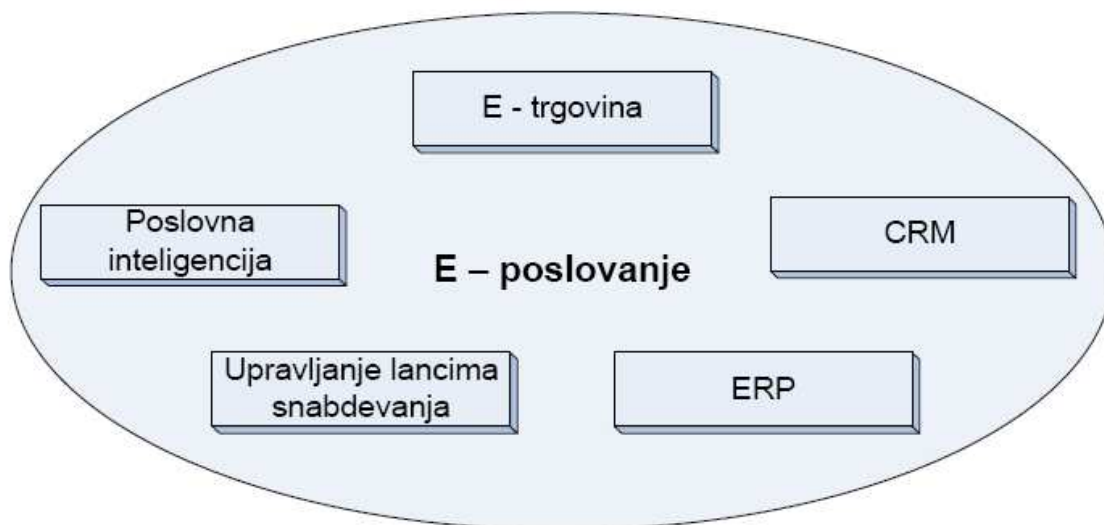 E - trgovina
Poslovna
inteligencija
CRM
E – poslovanje
Upravljanje lancima
snabdevanja
ERP